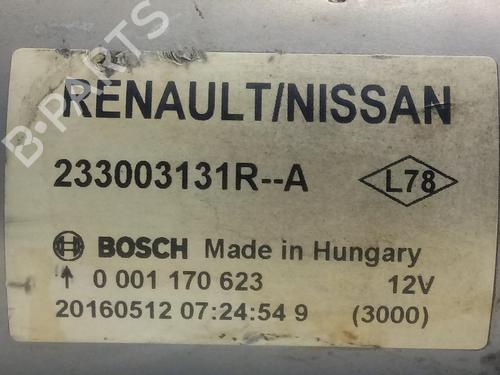 RENAULT/NISSAN
233003131R--A L78
BOSCH Made in Hungary
↑ 0 001 170 623 12V
20160512 07:24:54 9 (3000)
B-PARTS